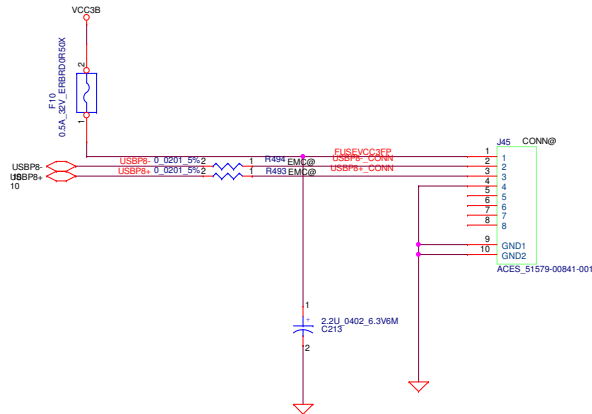 VCC3B
2
F10
0.5A_32V_ERBRD0R50X
1
USBP8-
USBP8+
10
USBP8- 0_0201_5% 2 1 R494 EMC@
USBP8+ 0_0201_5% 2 1 R493 EMC@
FUSEVCC3FP
USBP8-_CONN
USBP8+_CONN
J45 CONN@
1 1
2 2
3 3
4 4
5 5
6 6
7 7
8 8
9 GND1
10 GND2
ACES_51579-00841-001
1
+
2.2U_0402_6.3V6M
C213
2